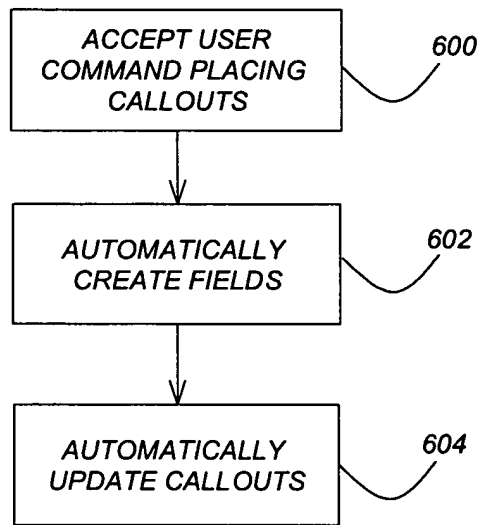 ACCEPT USER
COMMAND PLACING
CALLOUTS
600
AUTOMATICALLY
CREATE FIELDS
602
AUTOMATICALLY
UPDATE CALLOUTS
604